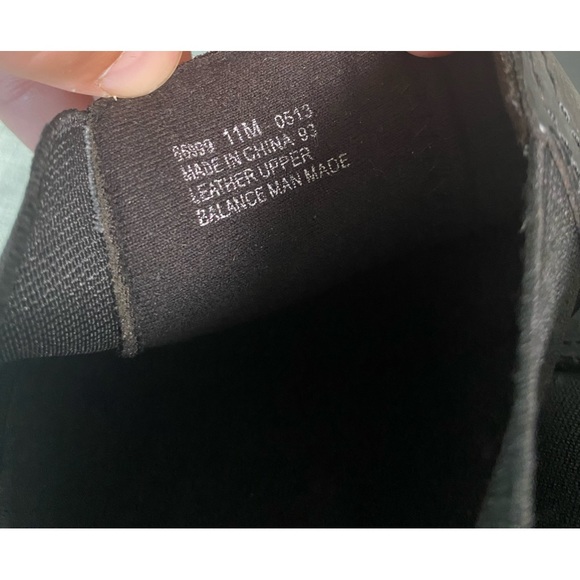 11M 0513
MADE IN CHINA 93
LEATHER UPPER
BALANCE MAN MADE